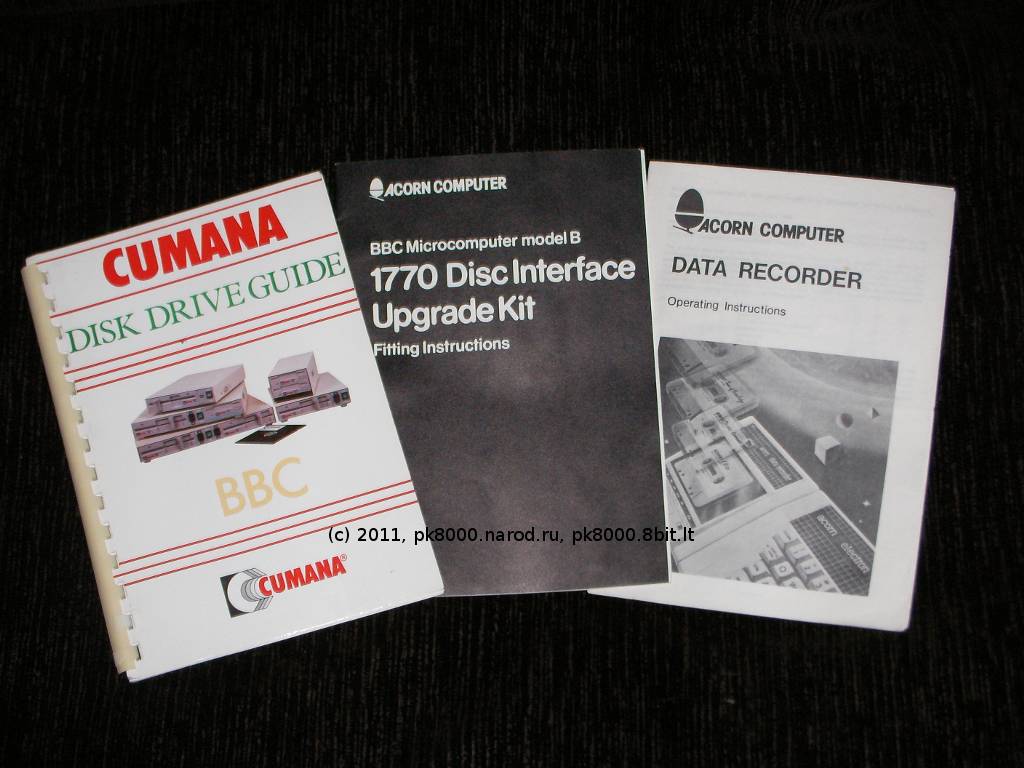 CUMANA
DISK DRIVE GUIDE
BBC
CUMANA®
ACORN COMPUTER
BBC Microcomputer model B
1770 Disc Interface
Upgrade Kit
Fitting Instructions
ACORN COMPUTER
DATA RECORDER
Operating Instructions
acorn electron
(c) 2011, pk8000.narod.ru, pk8000.8bit.lt